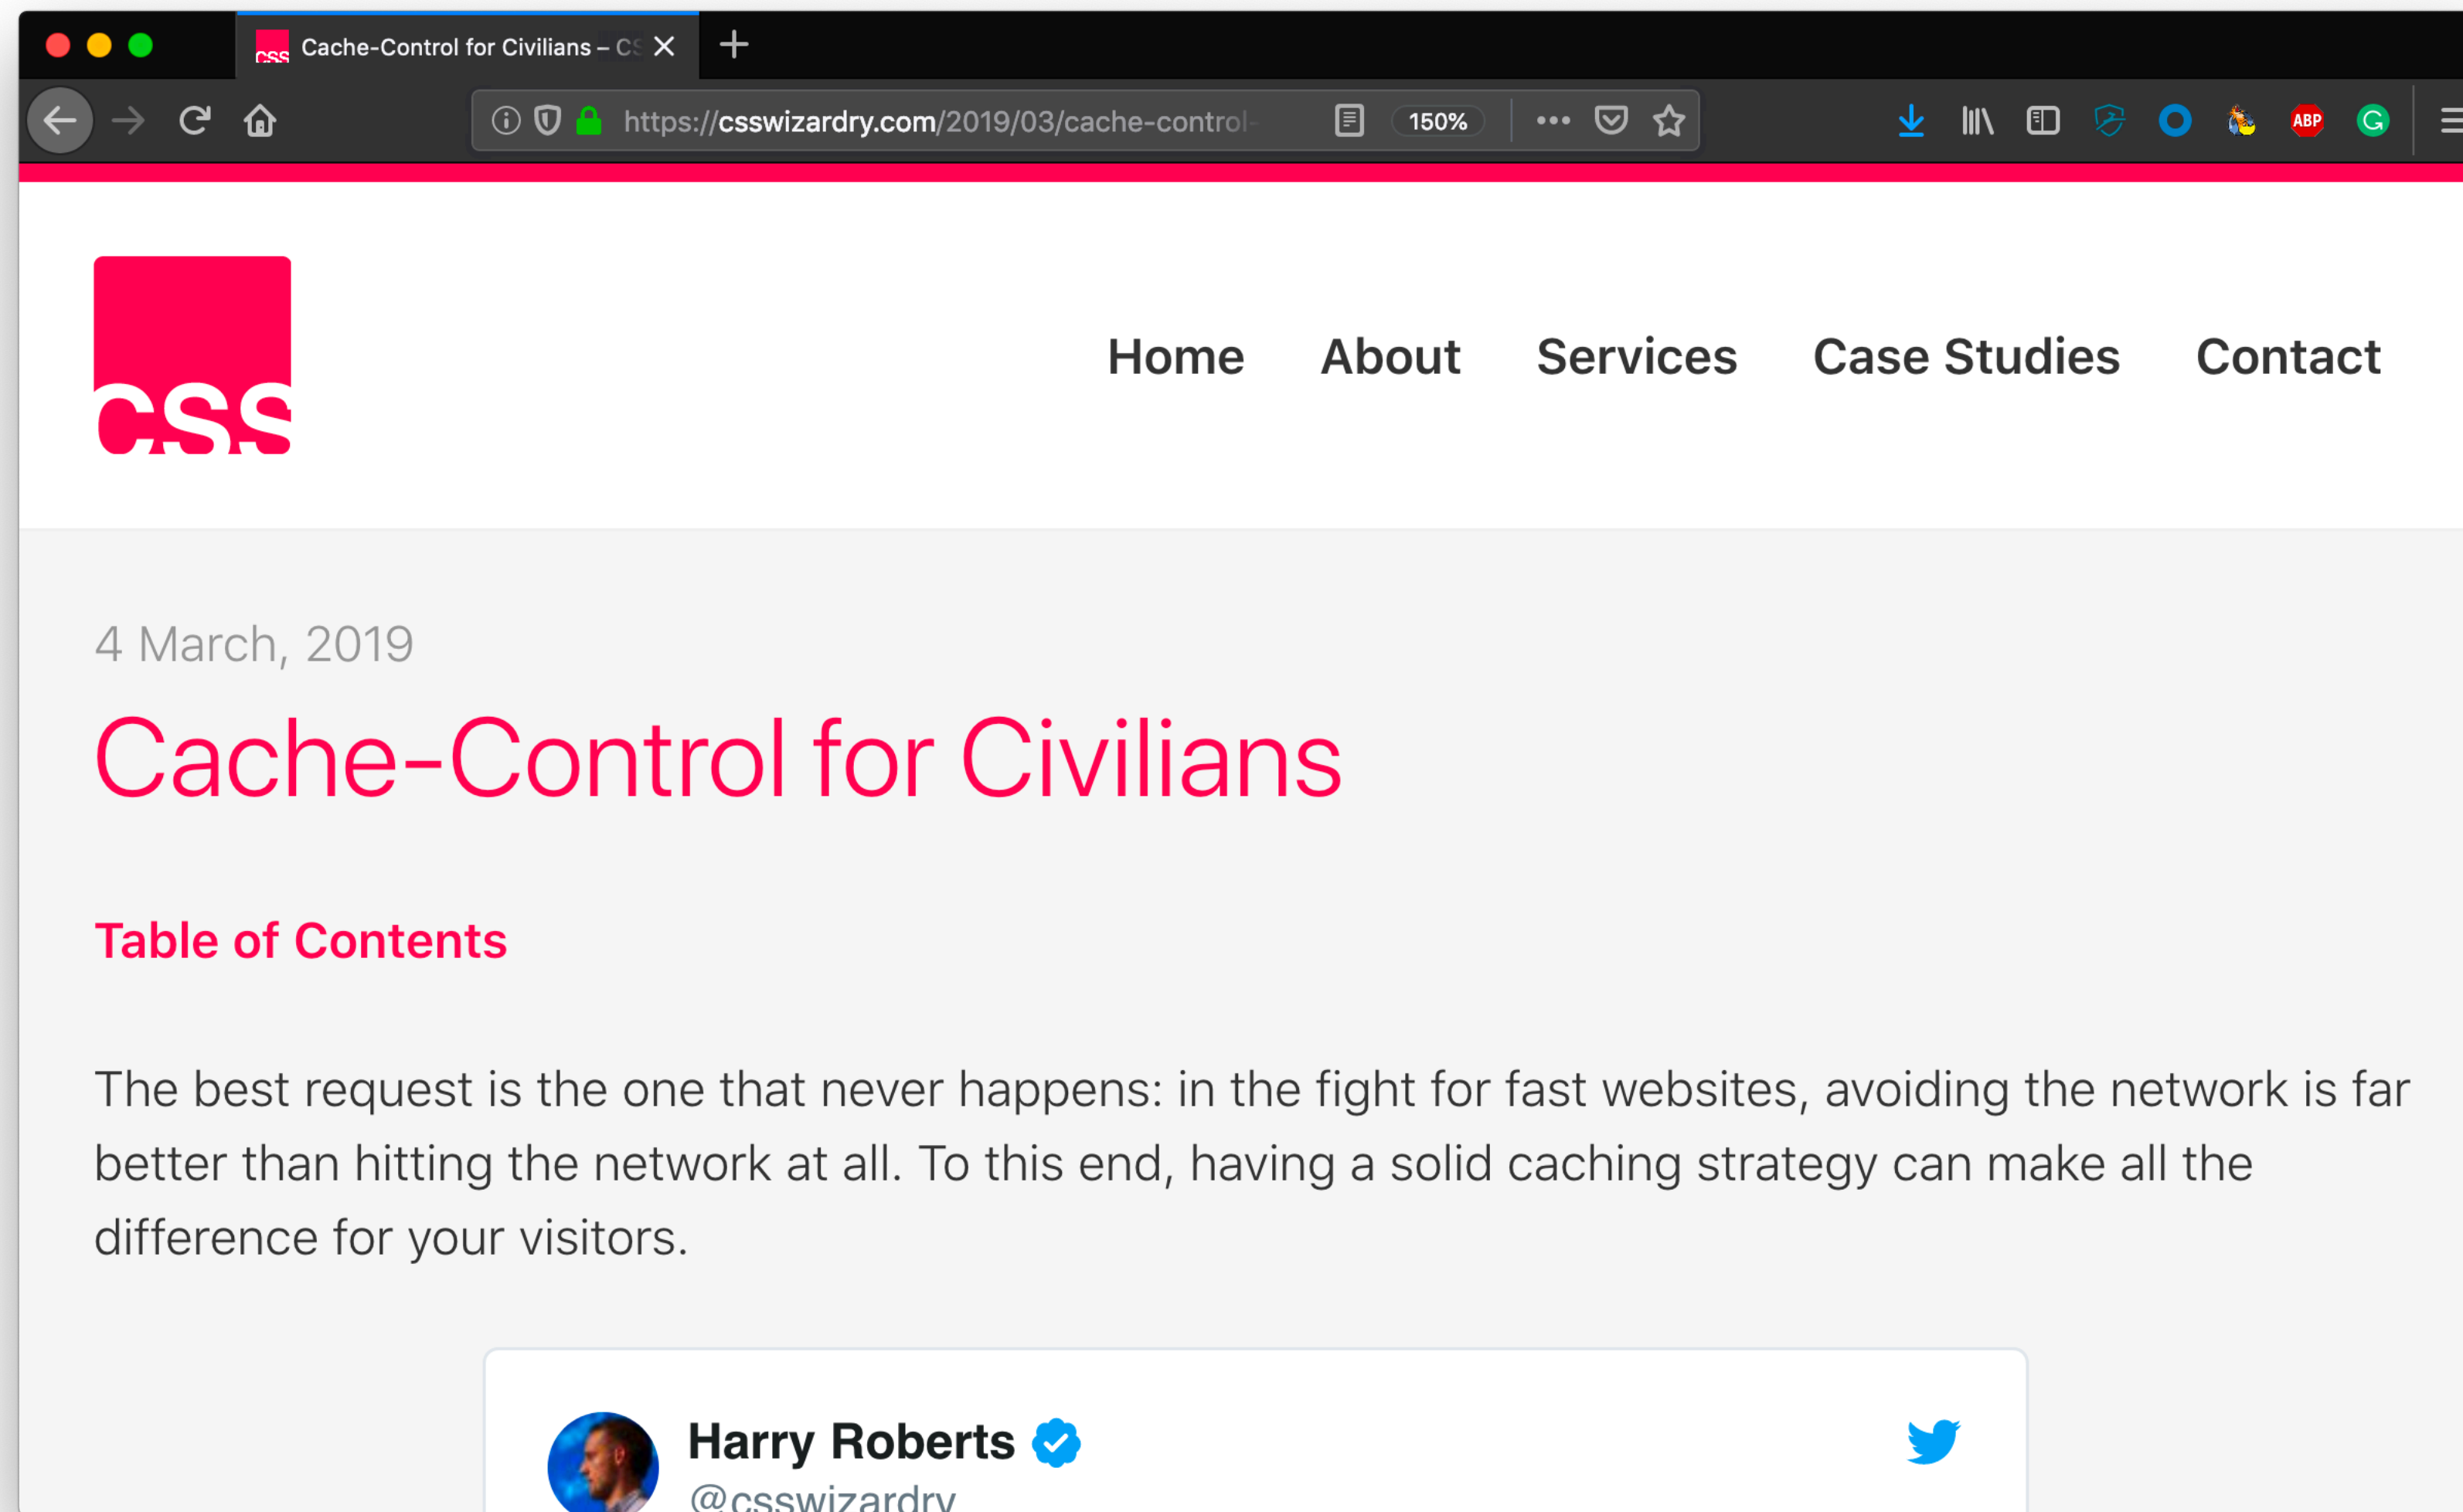 Cache-Control for Civilians – CS
https://csswizardry.com/2019/03/cache-control-
150%
ABP
css
Home About Services Case Studies Contact
4 March, 2019
Cache-Control for Civilians
Table of Contents
The best request is the one that never happens: in the fight for fast websites, avoiding the network is far
better than hitting the network at all. To this end, having a solid caching strategy can make all the
difference for your visitors.
Harry Roberts
@csswizardry